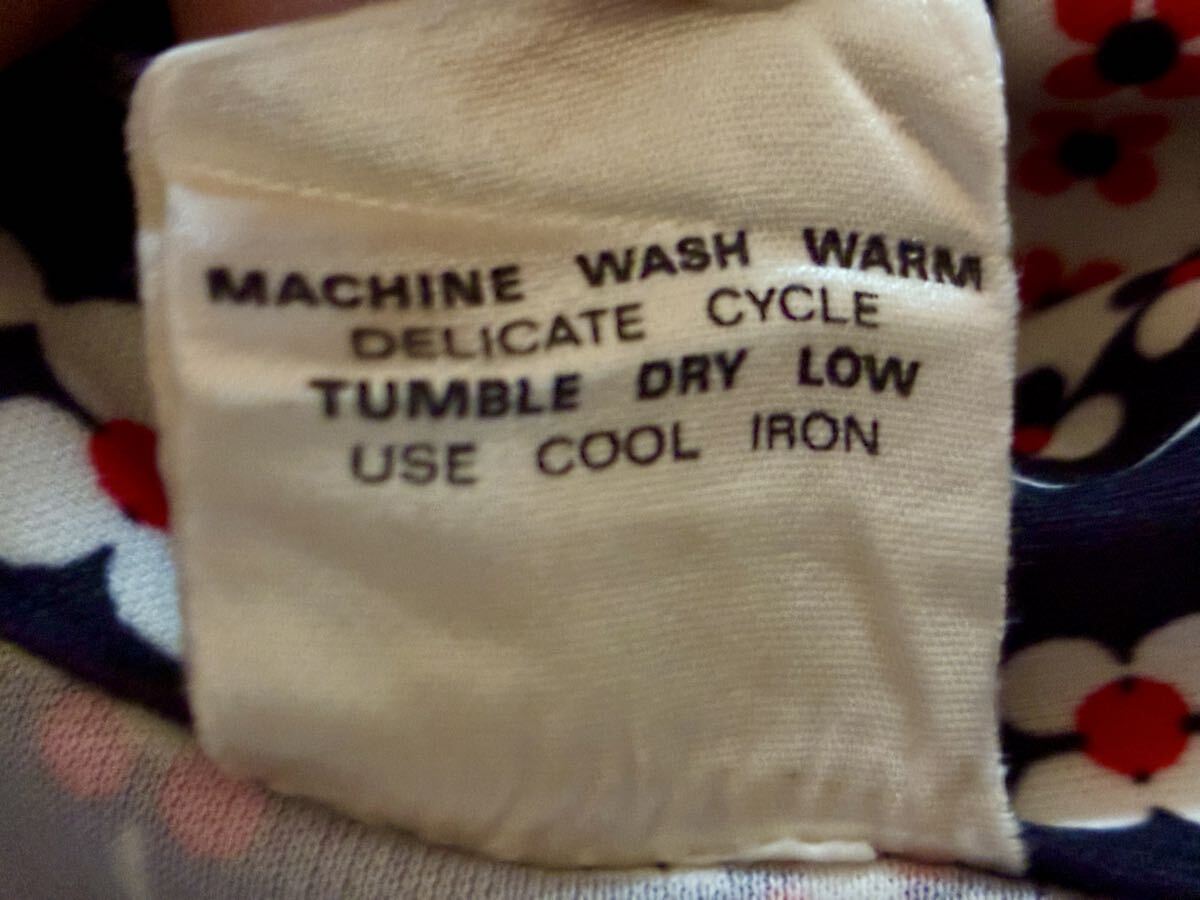 MACHINE WASH WARM
DELICATE CYCLE
TUMBLE DRY LOW
USE COOL IRON